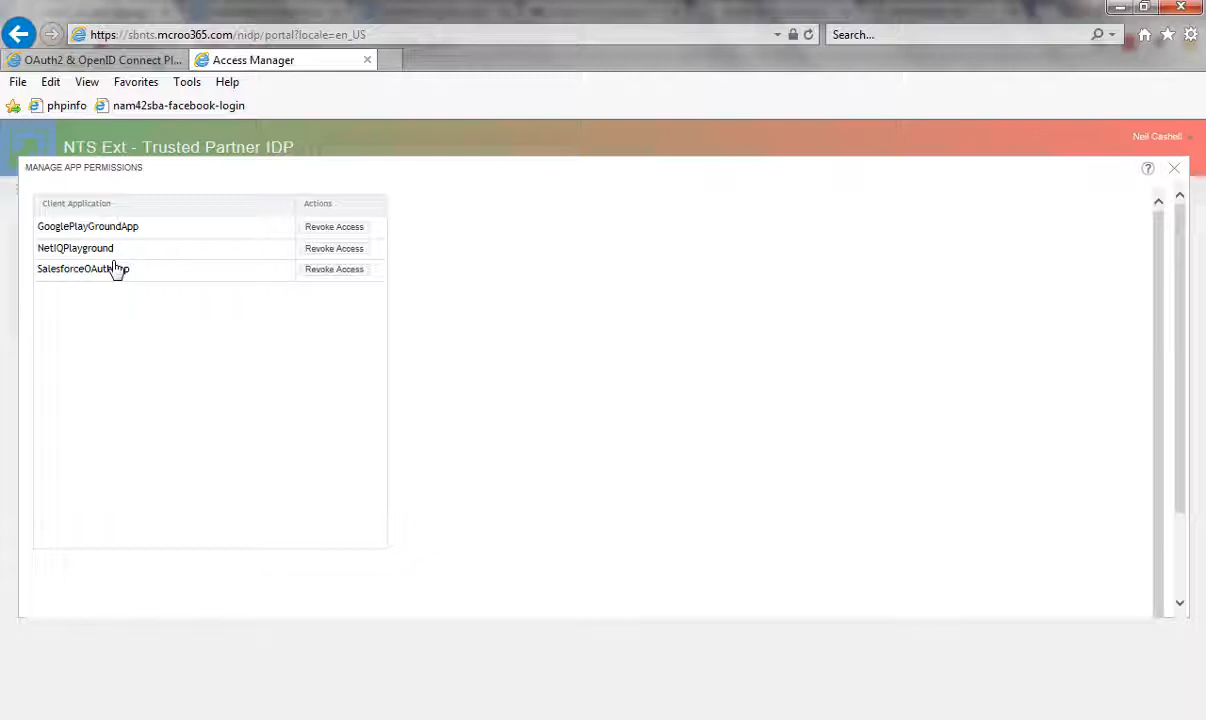 https://sbnts.mcroo365.com/nidp/portal?locale=en_US
Search...
OAuth2 & OpenID Connect Pl...
Access Manager
File Edit View Favorites Tools Help
phpinfo nam42sba-facebook-login
NTS Ext - Trusted Partner IDP
Neil Cashell
MANAGE APP PERMISSIONS
Client Application Actions
GooglePlayGroundApp Revoke Access
NetIQPlayground Revoke Access
Revoke Access